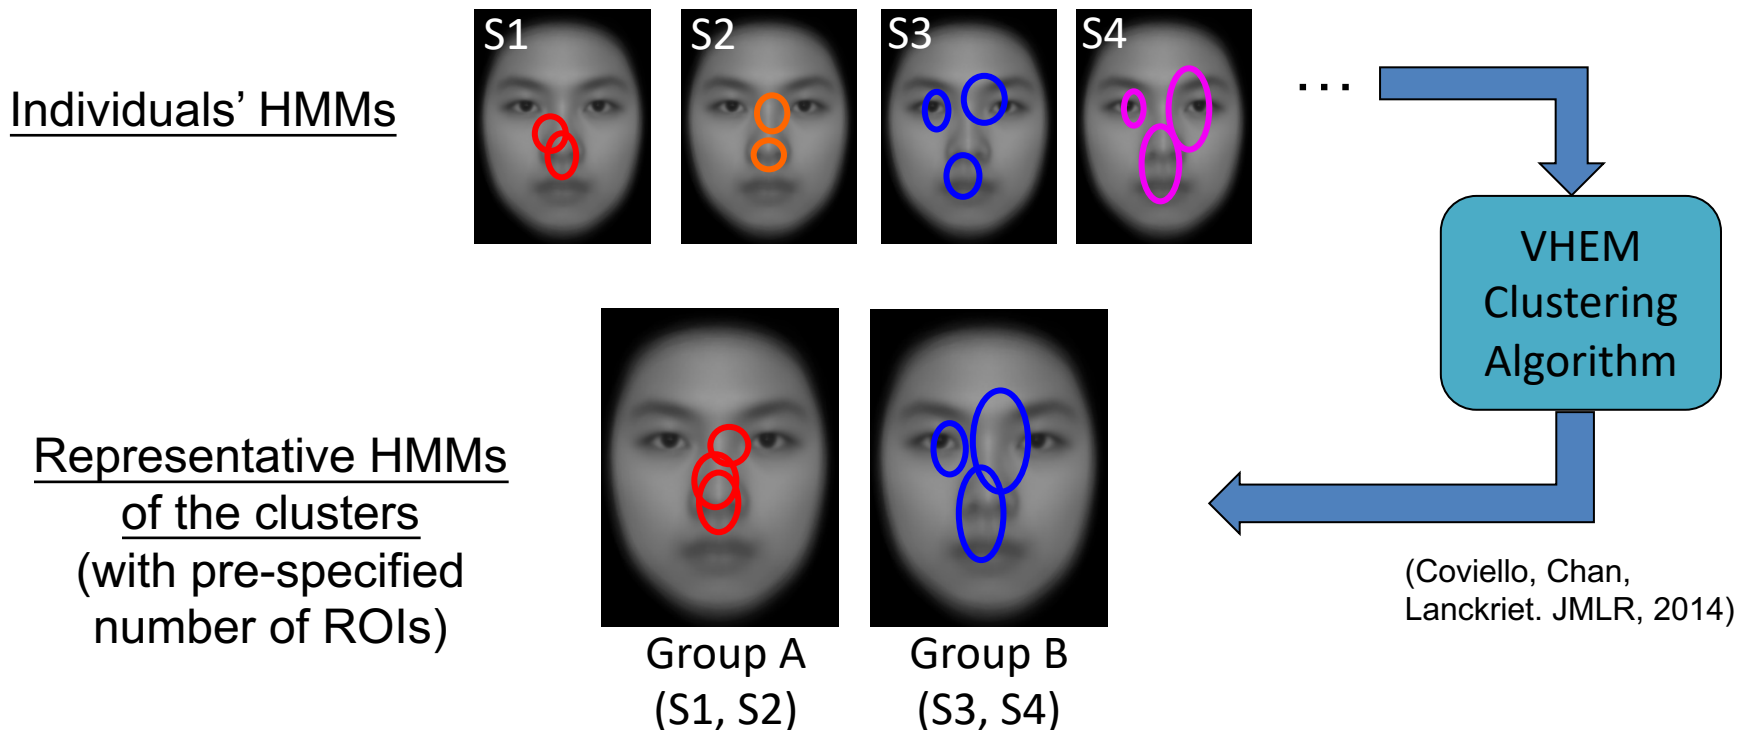 S1
S2
S3
S4
Individuals’ HMMs
...
VHEM
Clustering
Algorithm
Representative HMMs
of the clusters
(with pre-specified
number of ROIs)
Group A
(S1, S2)
Group B
(S3, S4)
(Coviello, Chan,
Lanckriet. JMLR, 2014)